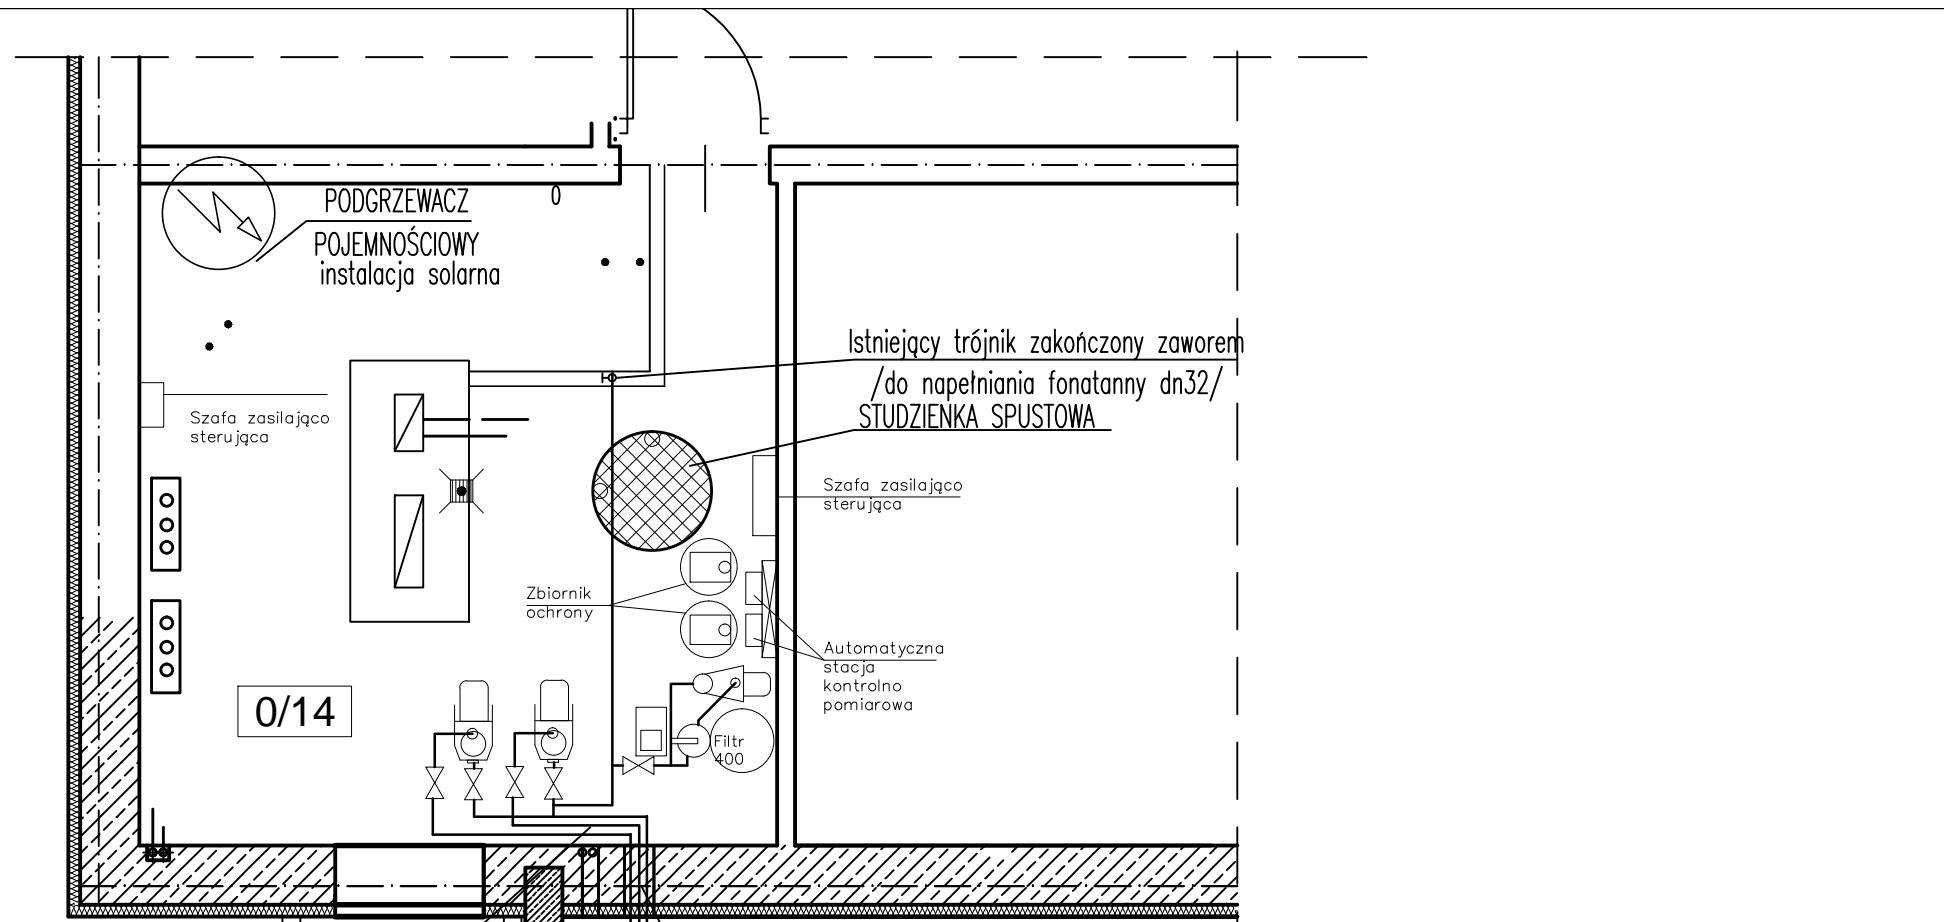 PODGRZEWACZ
0
POJEMNOŚCIOWY
instalacja solarna
Istniejący trójnik zakończony zaworem
/do napełniania fonatanny dn32/
STUDZIENKA SPUSTOWA
Szafa zasilająco
sterująca
Szafa zasilająco
sterująca
Zbiornik
ochrony
Automatyczna
stacja
kontrolno
pomiarowa
0/14
Filtr
400